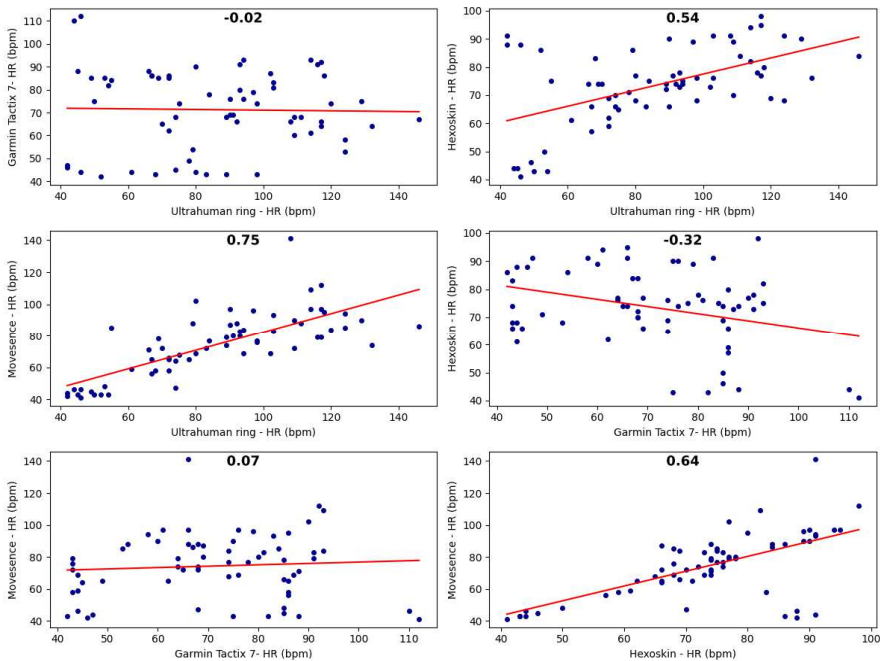 -0.02
110
100
90
80
70
60
50
40
Garmin Tactix 7- HR (bpm)
40 60 80 100 120 140
Ultrahuman ring - HR (bpm)
0.54
100
90
80
70
60
50
40
Hexoskin - HR (bpm)
40 60 80 100 120 140
Ultrahuman ring - HR (bpm)
0.75
140
120
100
80
60
40
Movesence - HR (bpm)
40 60 80 100 120 140
Ultrahuman ring - HR (bpm)
-0.32
100
90
80
70
60
50
40
Hexoskin - HR (bpm)
40 50 60 70 80 90 100 110
Garmin Tactix 7- HR (bpm)
0.07
140
120
100
80
60
40
Movesence - HR (bpm)
40 50 60 70 80 90 100 110
Garmin Tactix 7- HR (bpm)
0.64
140
120
100
80
60
40
Movesence - HR (bpm)
40 50 60 70 80 90 100
Hexoskin - HR (bpm)